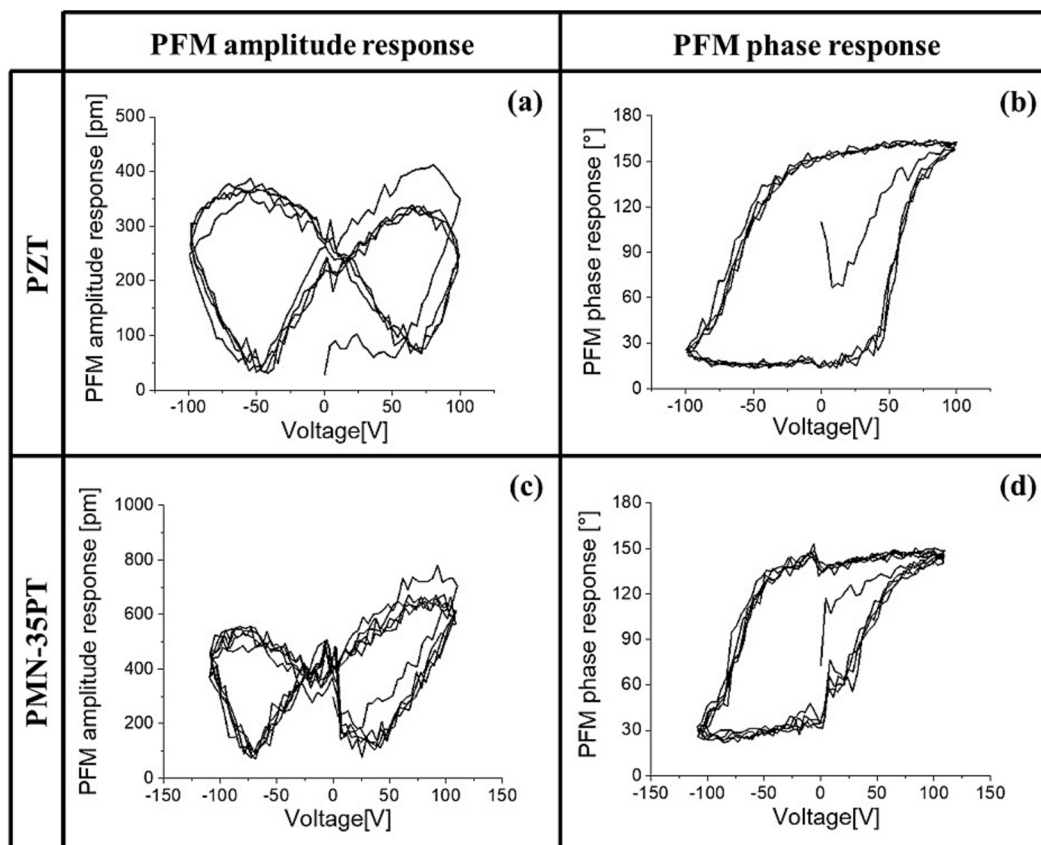 PFM amplitude response
PFM phase response
PZT
(a)
PFM amplitude response [pm]
500
400
300
200
100
0
-100 -50 0 50 100
Voltage[V]
(b)
PFM phase response [°]
180
150
120
90
60
30
0
-100 -50 0 50 100
Voltage[V]
PMN-35PT
(c)
PFM amplitude response [pm]
1000
800
600
400
200
0
-150 -100 -50 0 50 100 150
Voltage[V]
(d)
PFM phase response [°]
180
150
120
90
60
30
0
-100 -50 0 50 100 150
Voltage[V]